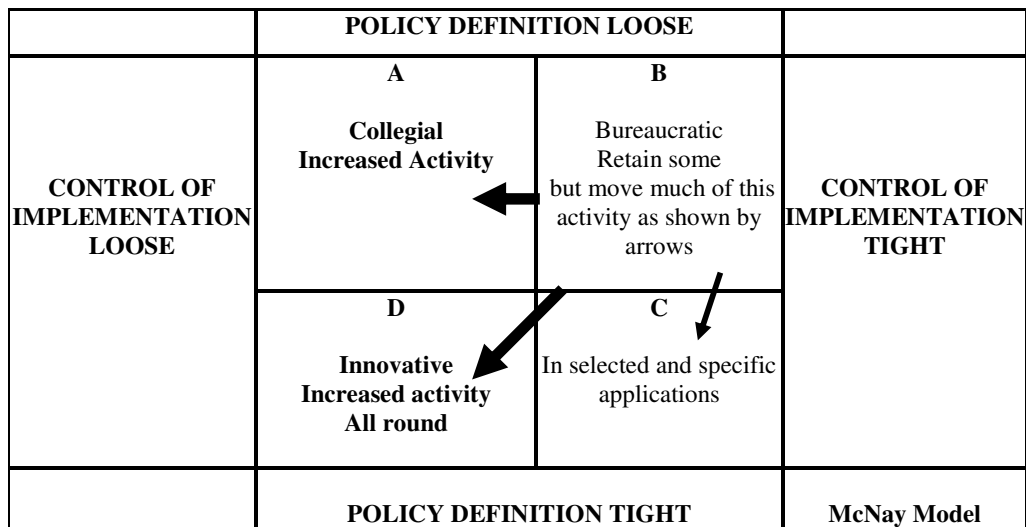 POLICY DEFINITION LOOSE
A
Collegial
Increased Activity
B
Bureaucratic
Retain some
but move much of this
activity as shown by
arrows
CONTROL OF
IMPLEMENTATION
LOOSE
CONTROL OF
IMPLEMENTATION
TIGHT
D
Innovative
Increased activity
All round
C
In selected and specific
applications
POLICY DEFINITION TIGHT
McNay Model